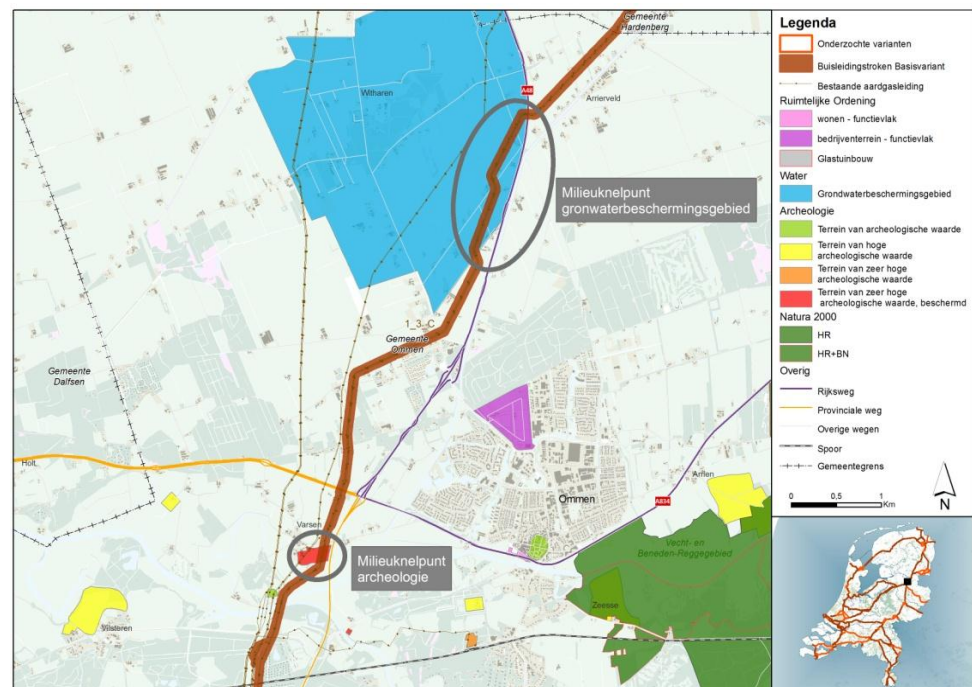 Gemeente
Hardenberg
A48
Arrierveld
Witharen
Milieuknelpunt
gronwaterbeschermingsgebied
1_3_C
Gemeente
Ommen
Gemeente
Dalfsen
Holt
Varsen
Milieuknelpunt
archeologie
Ommen
A834
Arriën
Vecht- en
Beneden-Reggegebied
Zeesse
Vilsteren
Legenda
Onderzochte varianten
Buisleidingstroken Basisvariant
Bestaande aardgasleiding
Ruimtelijke Ordening
wonen - functievlak
bedrijventerrein - functievlak
Glastuinbouw
Water
Grondwaterbeschermingsgebied
Archeologie
Terrein van archeologische waarde
Terrein van hoge
archeologische waarde
Terrein van zeer hoge
archeologische waarde
Terrein van zeer hoge
archeologische waarde, beschermd
Natura 2000
HR
HR+BN
Overig
Rijksweg
Provinciale weg
Overige wegen
Spoor
Gemeentegrens
0 0,5 1
Km
N